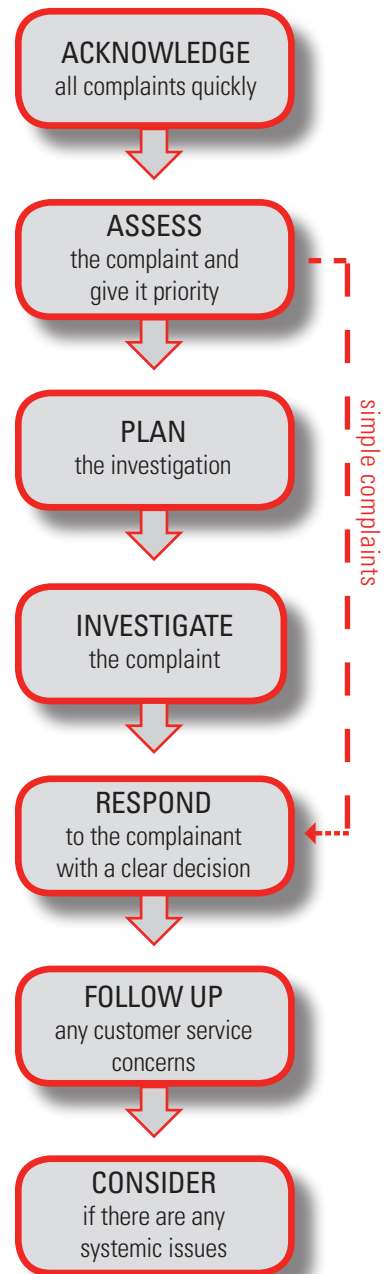 ACKNOWLEDGE
all complaints quickly
ASSESS
the complaint and
give it priority
simple complaints
PLAN
the investigation
INVESTIGATE
the complaint
RESPOND
to the complainant
with a clear decision
FOLLOW UP
any customer service
concerns
CONSIDER
if there are any
systemic issues